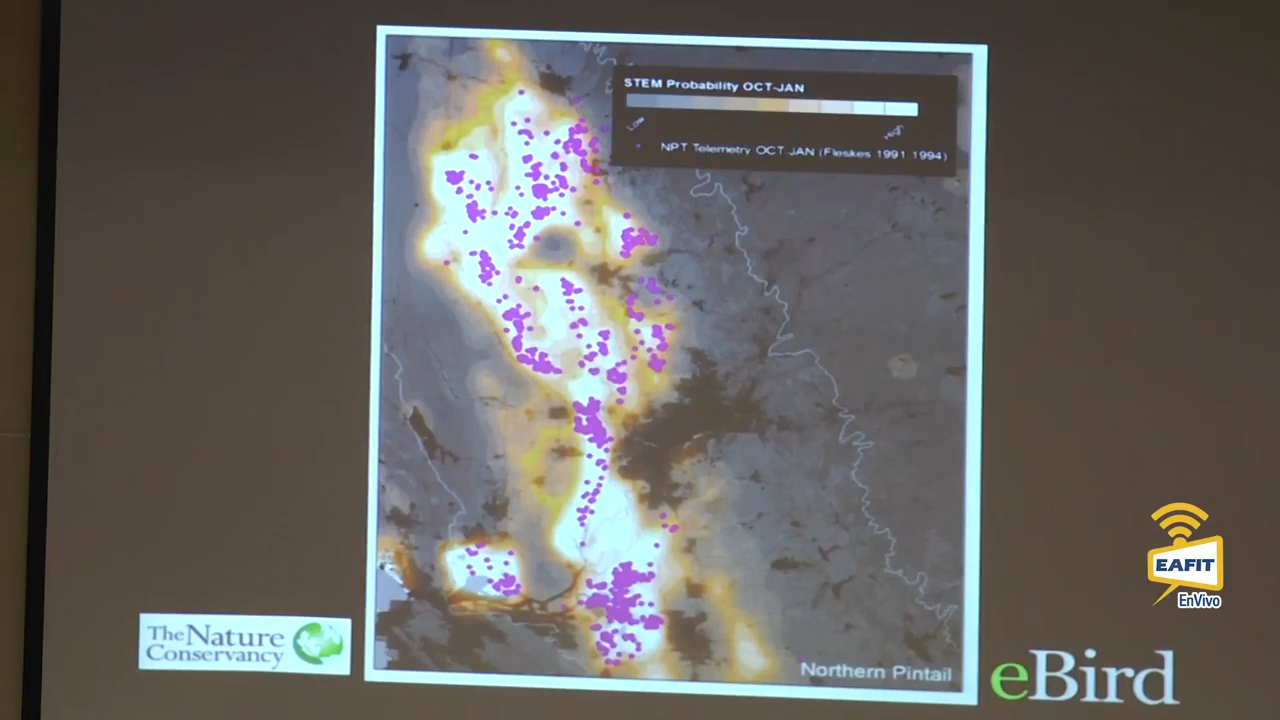 STEM Probability OCT-JAN
Low
High
NPT Telemetry OCT JAN (Fleskes 1991 1994)
EAFIT
EnVivo
The Nature
Conservancy
Northern Pintail
eBird